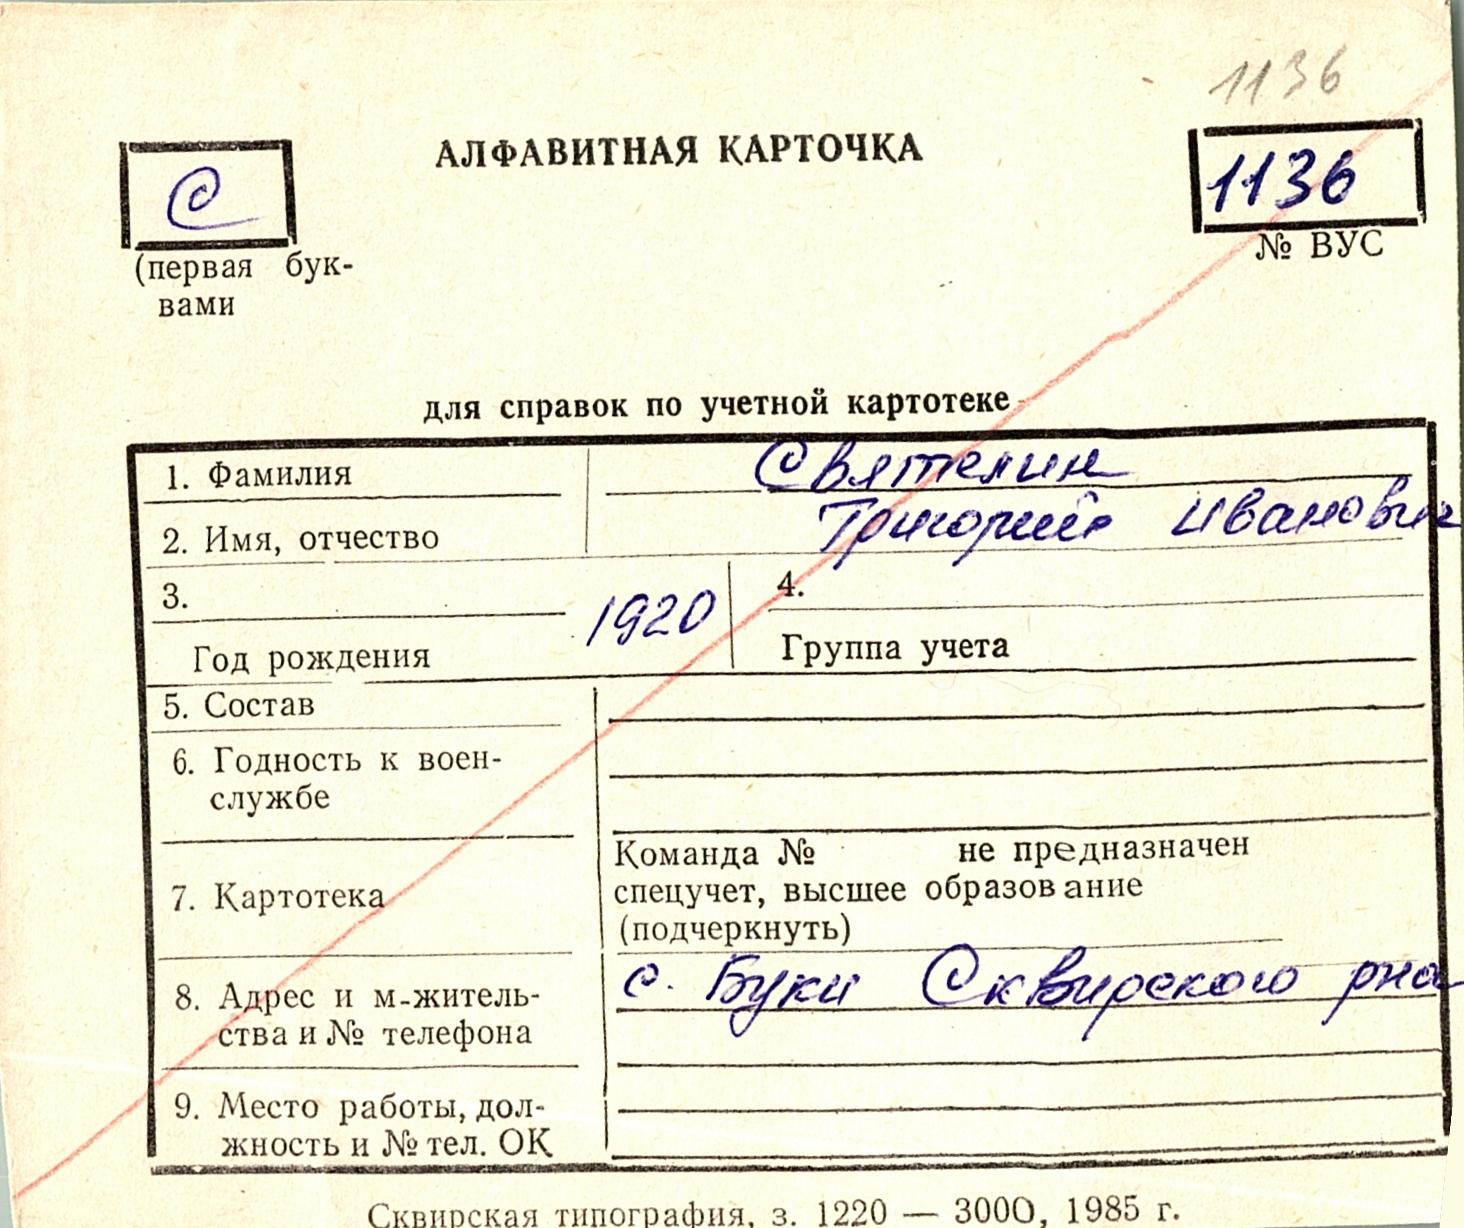 1136
АЛФАВИТНАЯ КАРТОЧКА
С
1136
(первая бук-
вами
№ ВУС
для справок по учетной картотеке
1. Фамилия Святелин
2. Имя, отчество Григорий Иванович
3. 1920
Год рождения
4.
Группа учета
5. Состав
6. Годность к воен-
службе
7. Картотека
Команда № не предназначен
спецучет, высшее образование
(подчеркнуть)
8. Адрес и м-житель-
ства и № телефона
с. Буки Сквирского рна
9. Место работы, дол-
жность и № тел. ОК
Сквирская типография, з. 1220 — 3000, 1985 г.